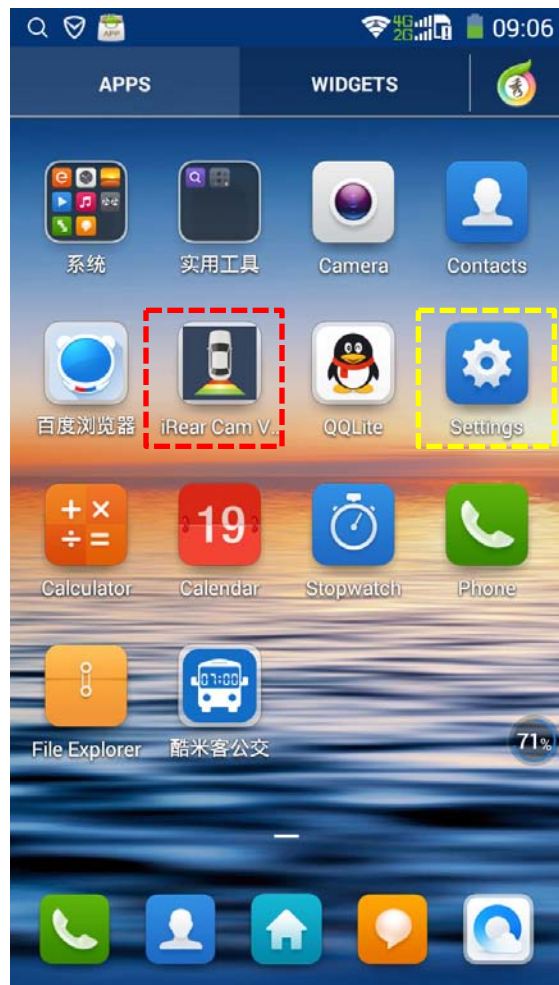 APP
4G
2G
09:06
APPS
WIDGETS
秀
系统
实用工具
Camera
Contacts
百度浏览器
iRear Cam V..
QQLite
Settings
+ ×
÷ =
19
Calculator
Calendar
Stopwatch
Phone
07:00
File Explorer
酷米客公交
71%